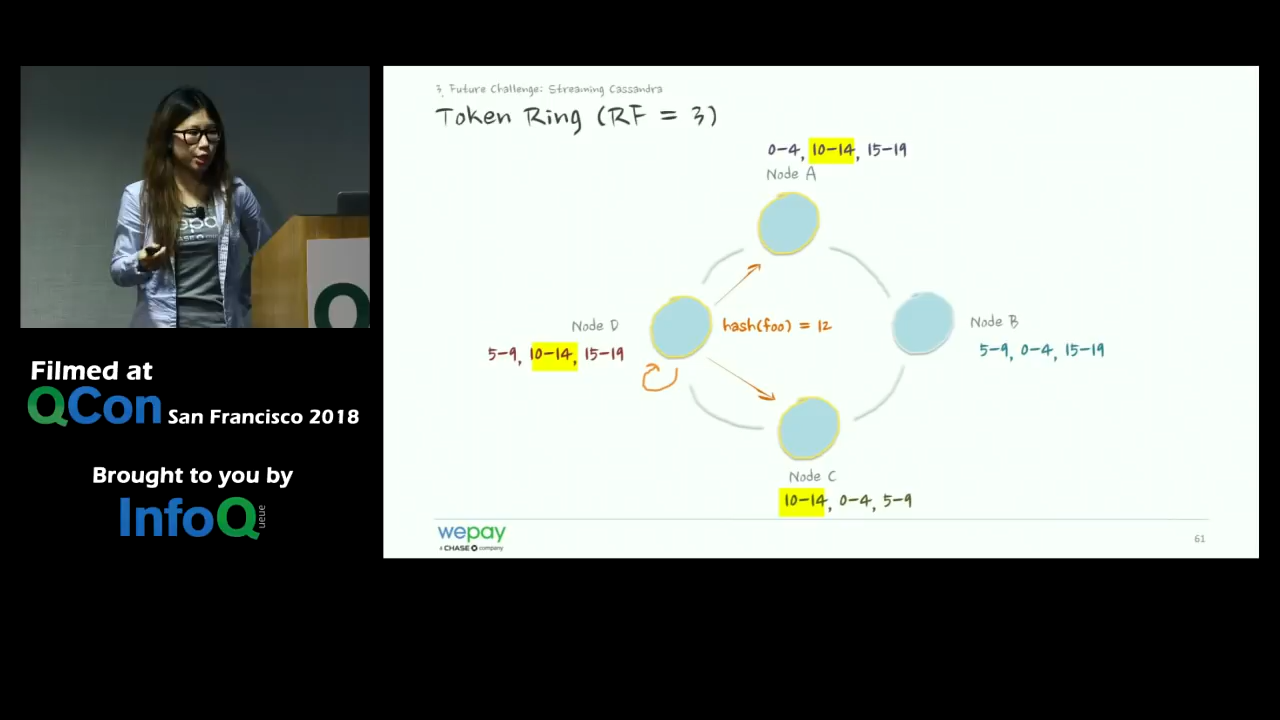 3. Future Challenge: Streaming Cassandra
Token Ring (RF = 3)
0-4, 10-14, 15-19
Node A
Node D
hash(foo) = 12
Node B
5-9, 10-14, 15-19
5-9, 0-4, 15-19
Node C
10-14, 0-4, 5-9
wepay
a CHASE company
61
wepay
CHASE
Q
Filmed at
QCon San Francisco 2018
Brought to you by
InfoQ